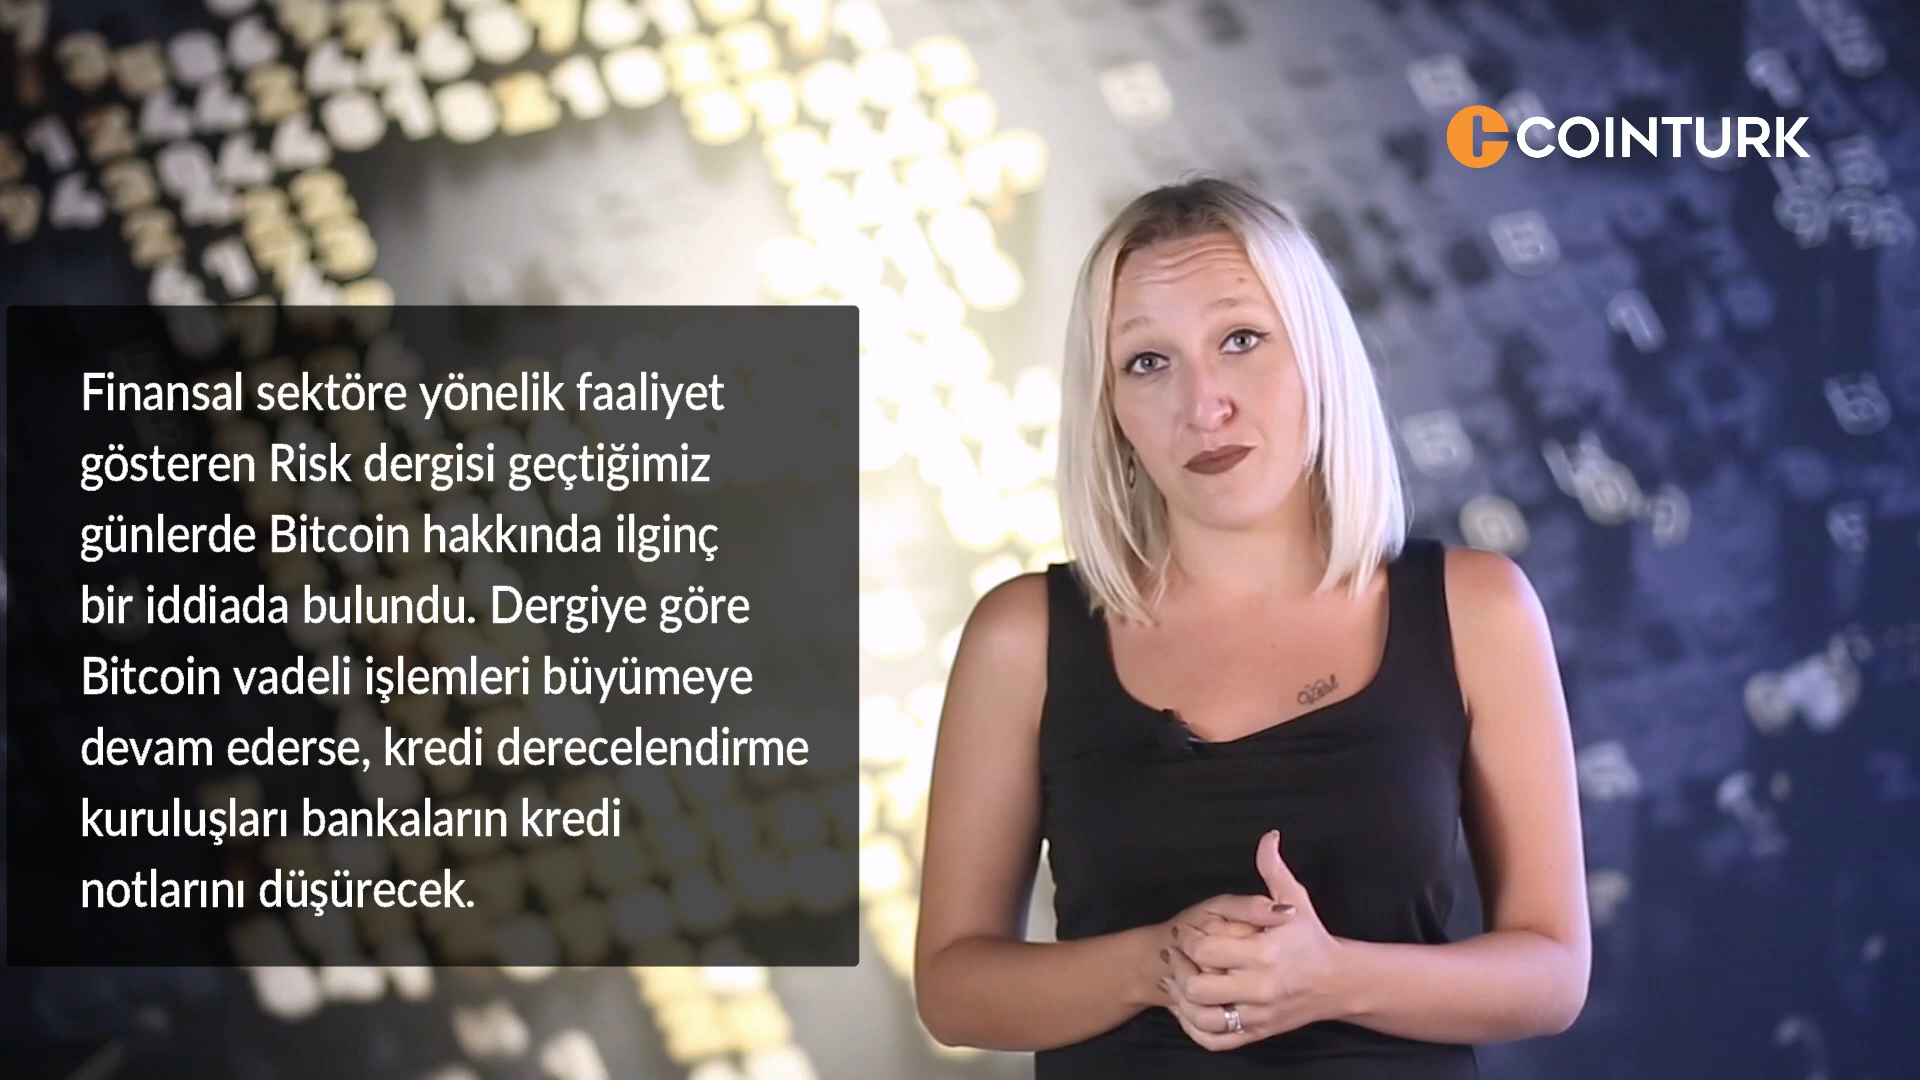 COINTURK
Finansal sektöre yönelik faaliyet
gösteren Risk dergisi geçtiğimiz
günlerde Bitcoin hakkında ilginç
bir iddiada bulundu. Dergiye göre
Bitcoin vadeli işlemleri büyümeye
devam ederse, kredi derecelendirme
kuruluşları bankaların kredi
notlarını düşürecek.